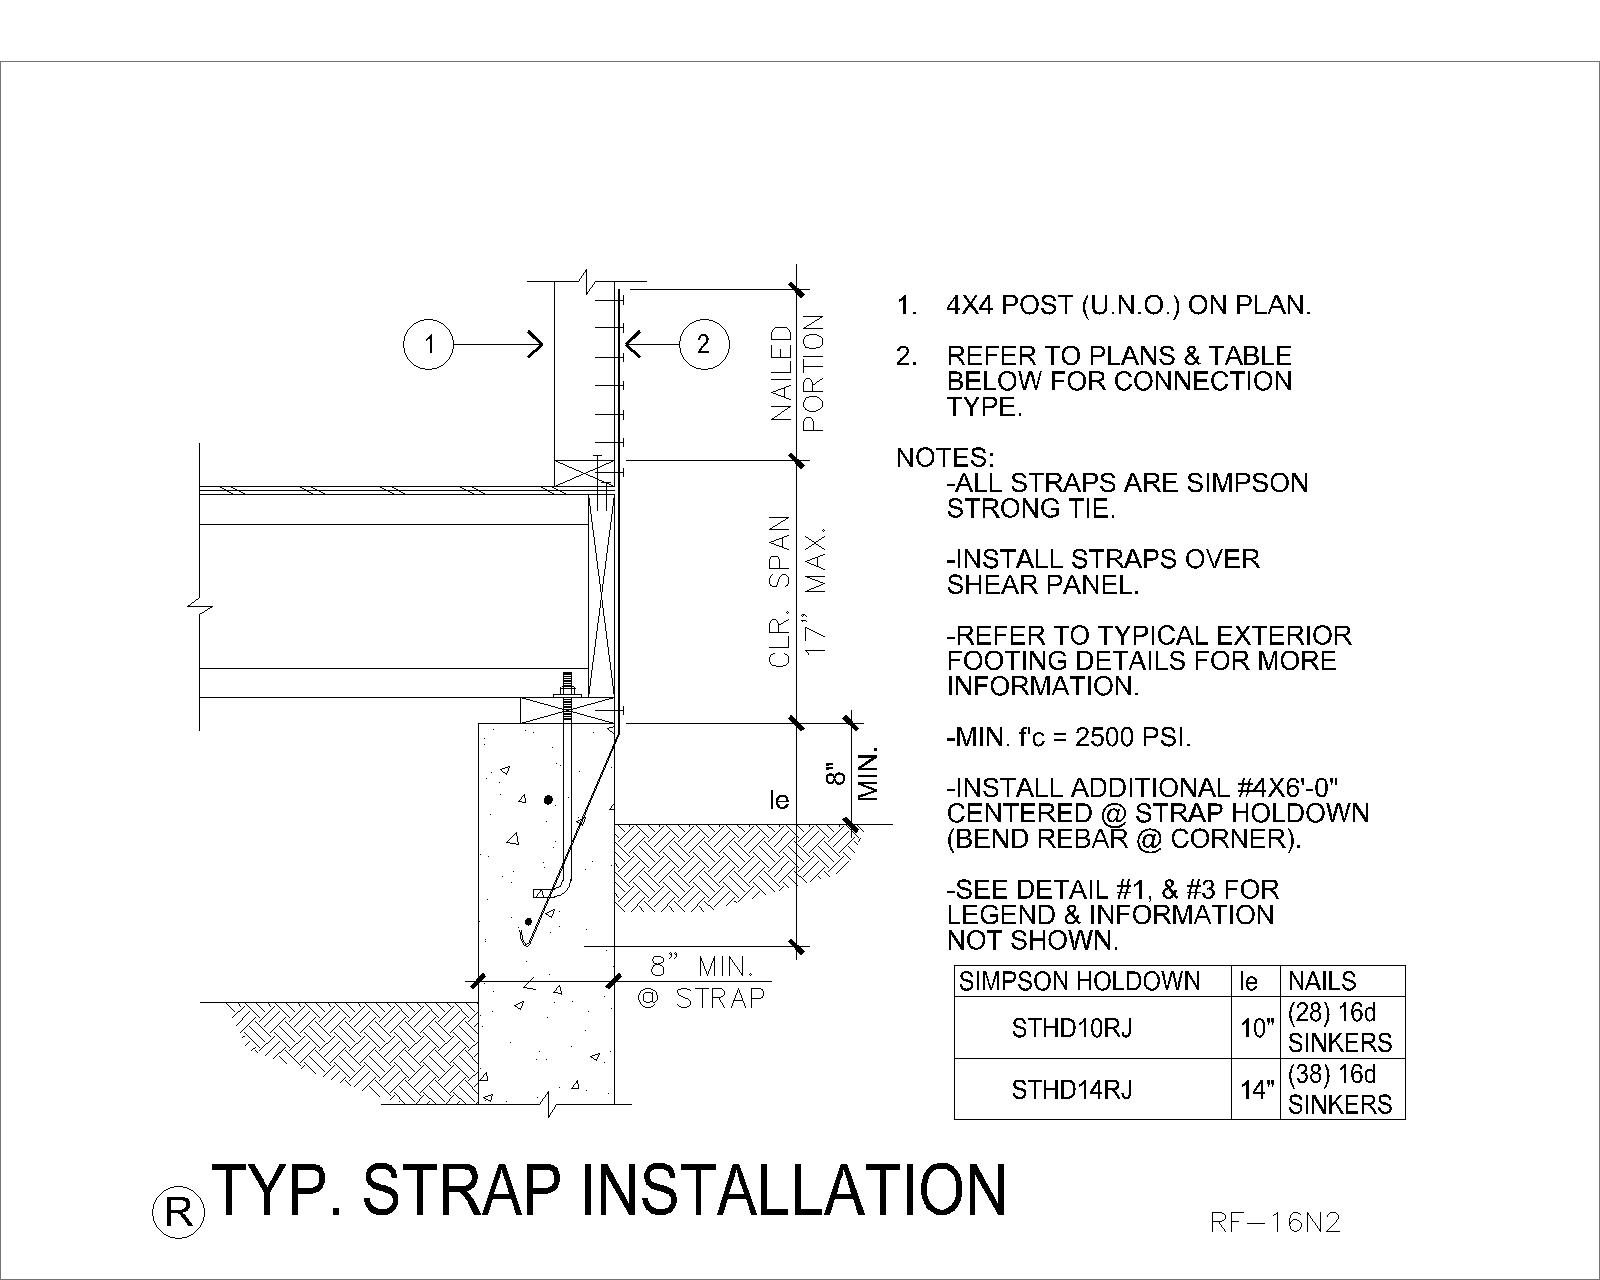 1
2
NAILED
PORTION
CLR. SPAN
17" MAX.
8"
MIN.
le
8" MIN.
@ STRAP
1. 4X4 POST (U.N.O.) ON PLAN.
2. REFER TO PLANS & TABLE
BELOW FOR CONNECTION
TYPE.
NOTES:
-ALL STRAPS ARE SIMPSON
STRONG TIE.
-INSTALL STRAPS OVER
SHEAR PANEL.
-REFER TO TYPICAL EXTERIOR
FOOTING DETAILS FOR MORE
INFORMATION.
-MIN. f'c = 2500 PSI.
-INSTALL ADDITIONAL #4X6'-0"
CENTERED @ STRAP HOLDOWN
(BEND REBAR @ CORNER).
-SEE DETAIL #1, & #3 FOR
LEGEND & INFORMATION
NOT SHOWN.
SIMPSON HOLDOWN le NAILS
STHD10RJ 10" (28) 16d
SINKERS
STHD14RJ 14" (38) 16d
SINKERS
R TYP. STRAP INSTALLATION
RF-16N2